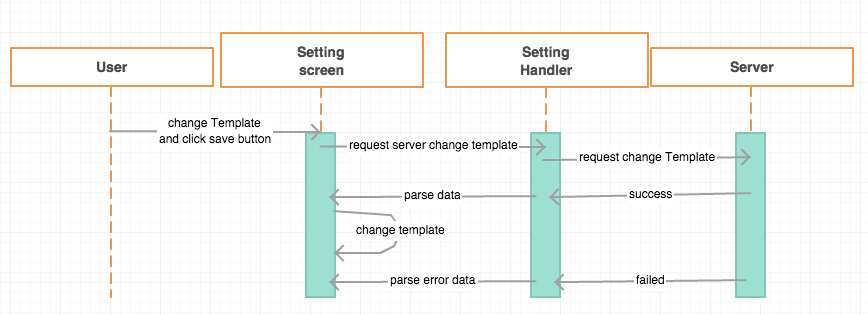 User
Setting
screen
Setting
Handler
Server
change Template
and click save button
request server change template
request change Template
parse data
success
change template
parse error data
failed